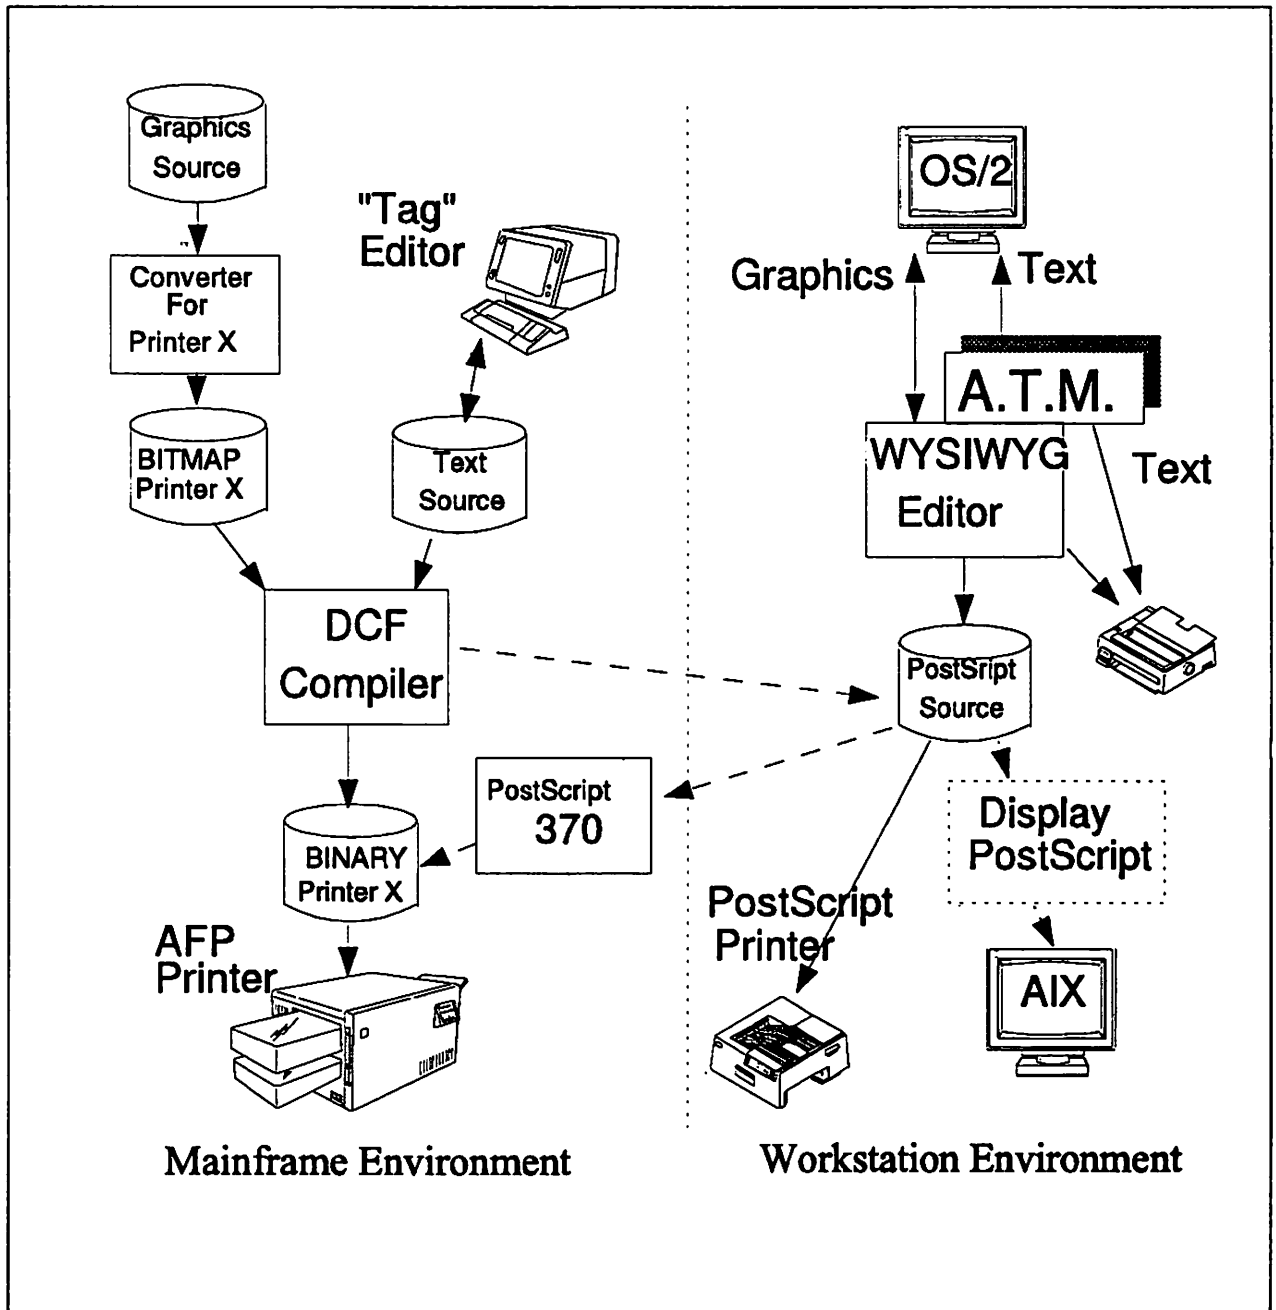 Graphics
Source
"Tag"
Editor
Converter
For
Printer X
BITMAP
Printer X
Text
Source
DCF
Compiler
PostScript
370
BINARY
Printer X
AFP
Printer
Mainframe Environment
OS/2
Graphics
Text
A.T.M.
WYSIWYG
Editor
Text
PostSript
Source
Display
PostScript
PostScript
Printer
AIX
Workstation Environment